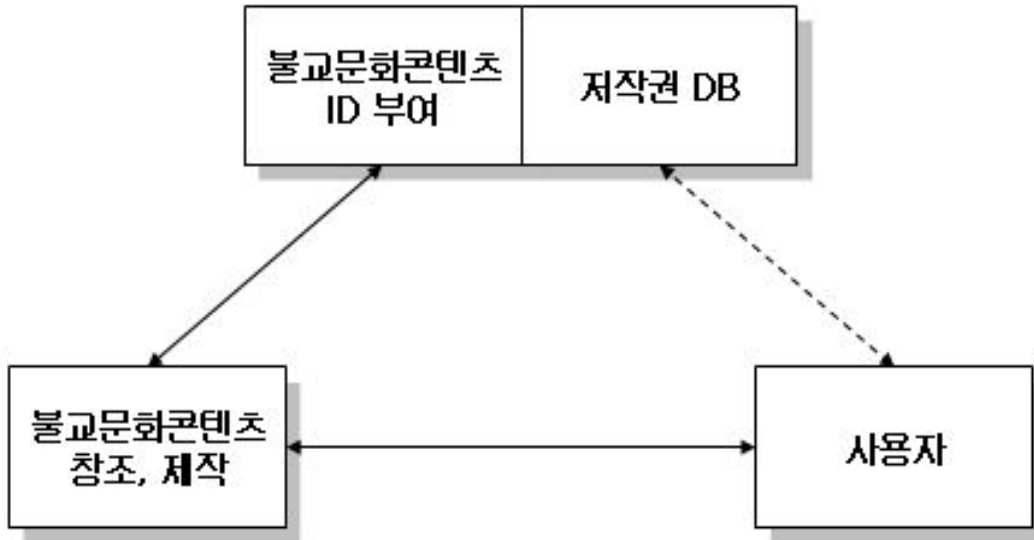 불교문화콘텐츠
ID 부여
저작권 DB
불교문화콘텐츠
창조, 제작
사용자